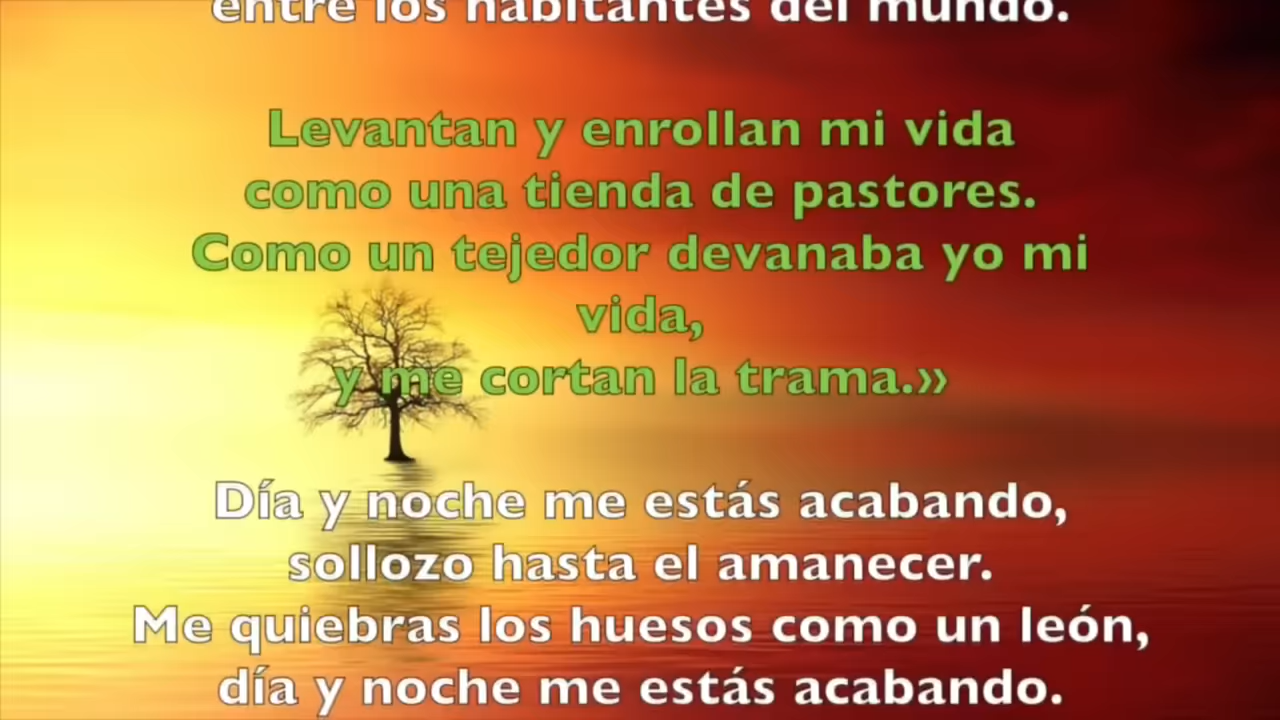 entre los habitantes del mundo.
Levantan y enrollan mi vida
como una tienda de pastores.
Como un tejedor devanaba yo mi
vida,
y me cortan la trama.»
Día y noche me estás acabando,
sollozo hasta el amanecer.
Me quiebras los huesos como un león,
día y noche me estás acabando.